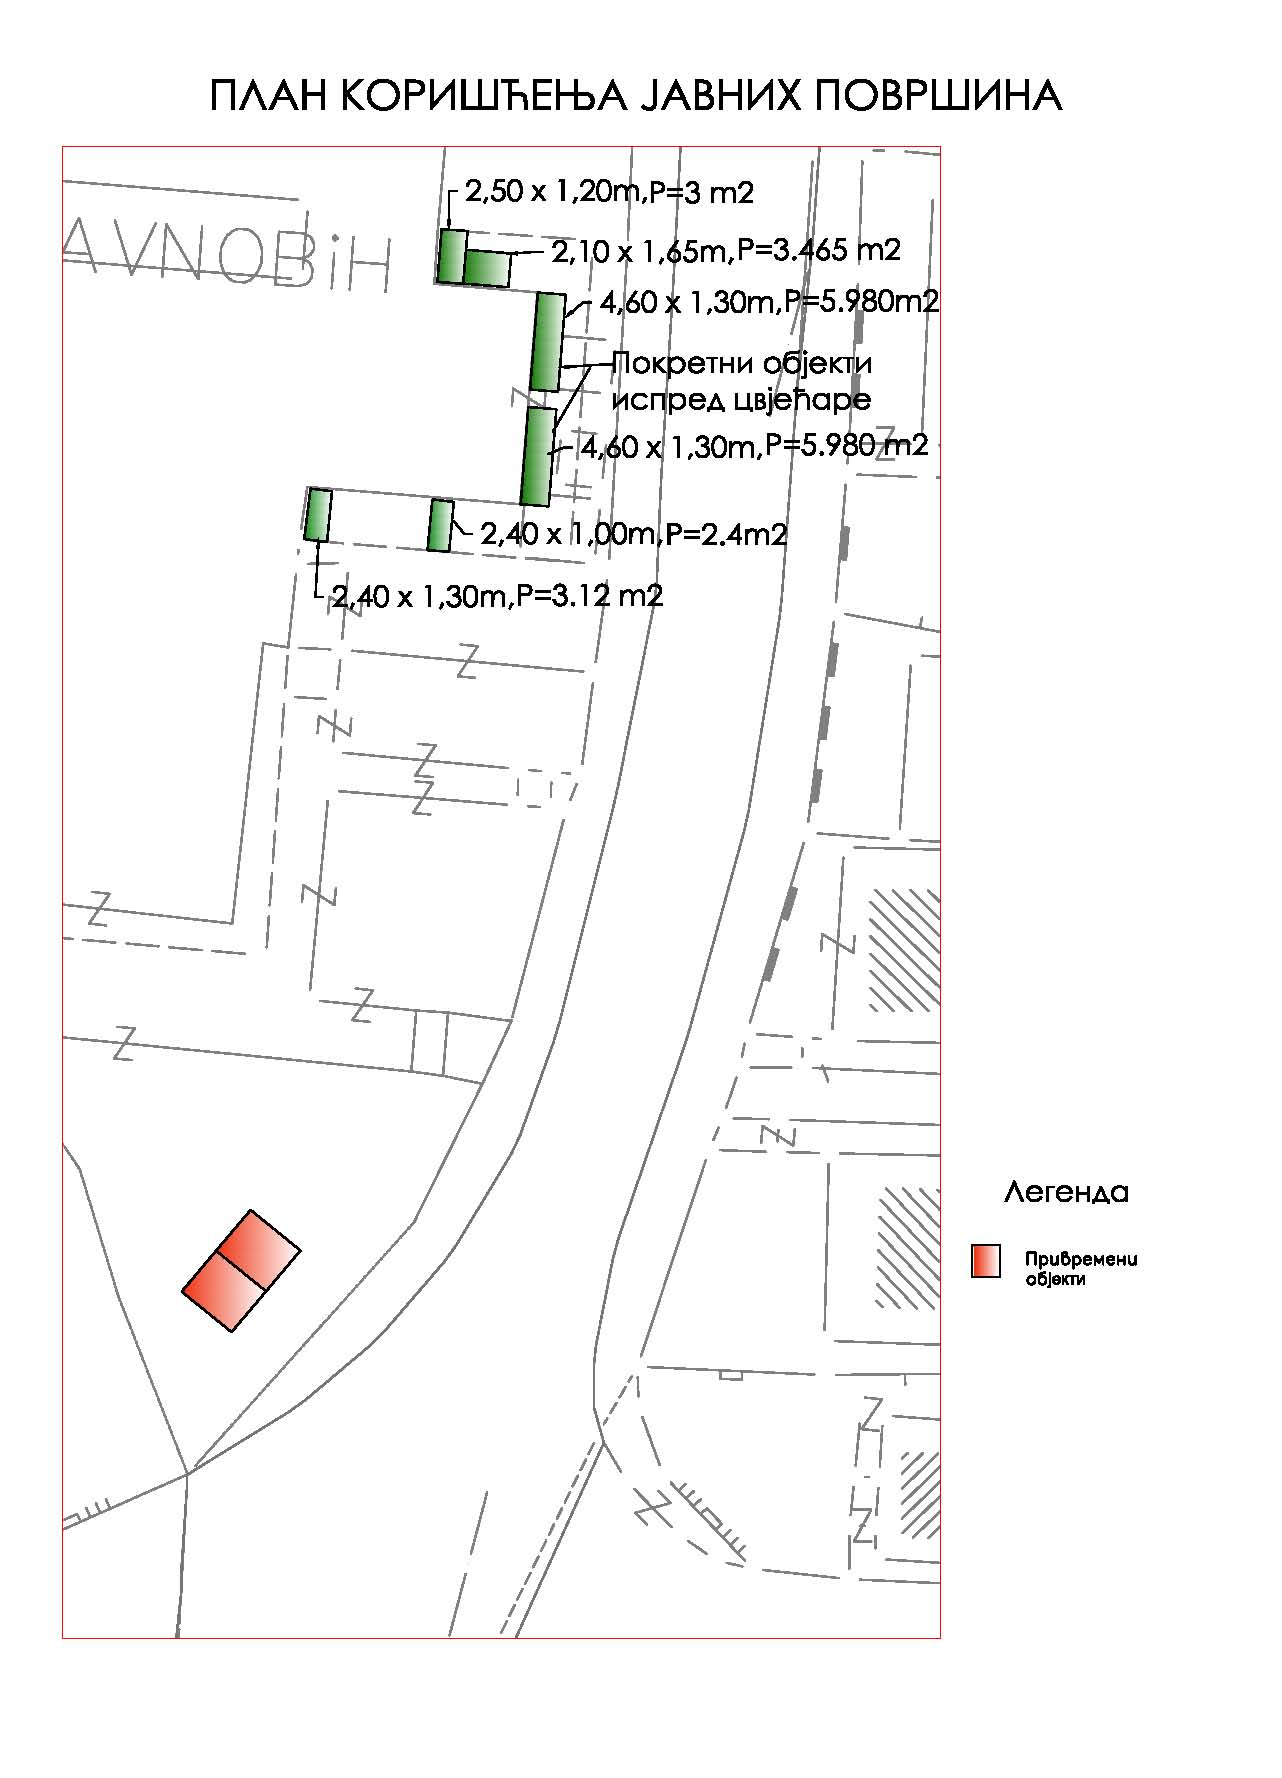 ПЛАН КОРИШЋЕЊА ЈАВНИХ ПОВРШИНА
2,50 x 1,20m,P=3 m2
AVNOBiH
2,10 x 1,65m,P=3.465 m2
4,60 x 1,30m,P=5.980m2
Покретни објекти
испред цвјећаре
4,60 x 1,30m,P=5.980 m2
2,40 x 1,00m,P=2.4m2
2,40 x 1,30m,P=3.12 m2
Легенда
Привремени
објекти